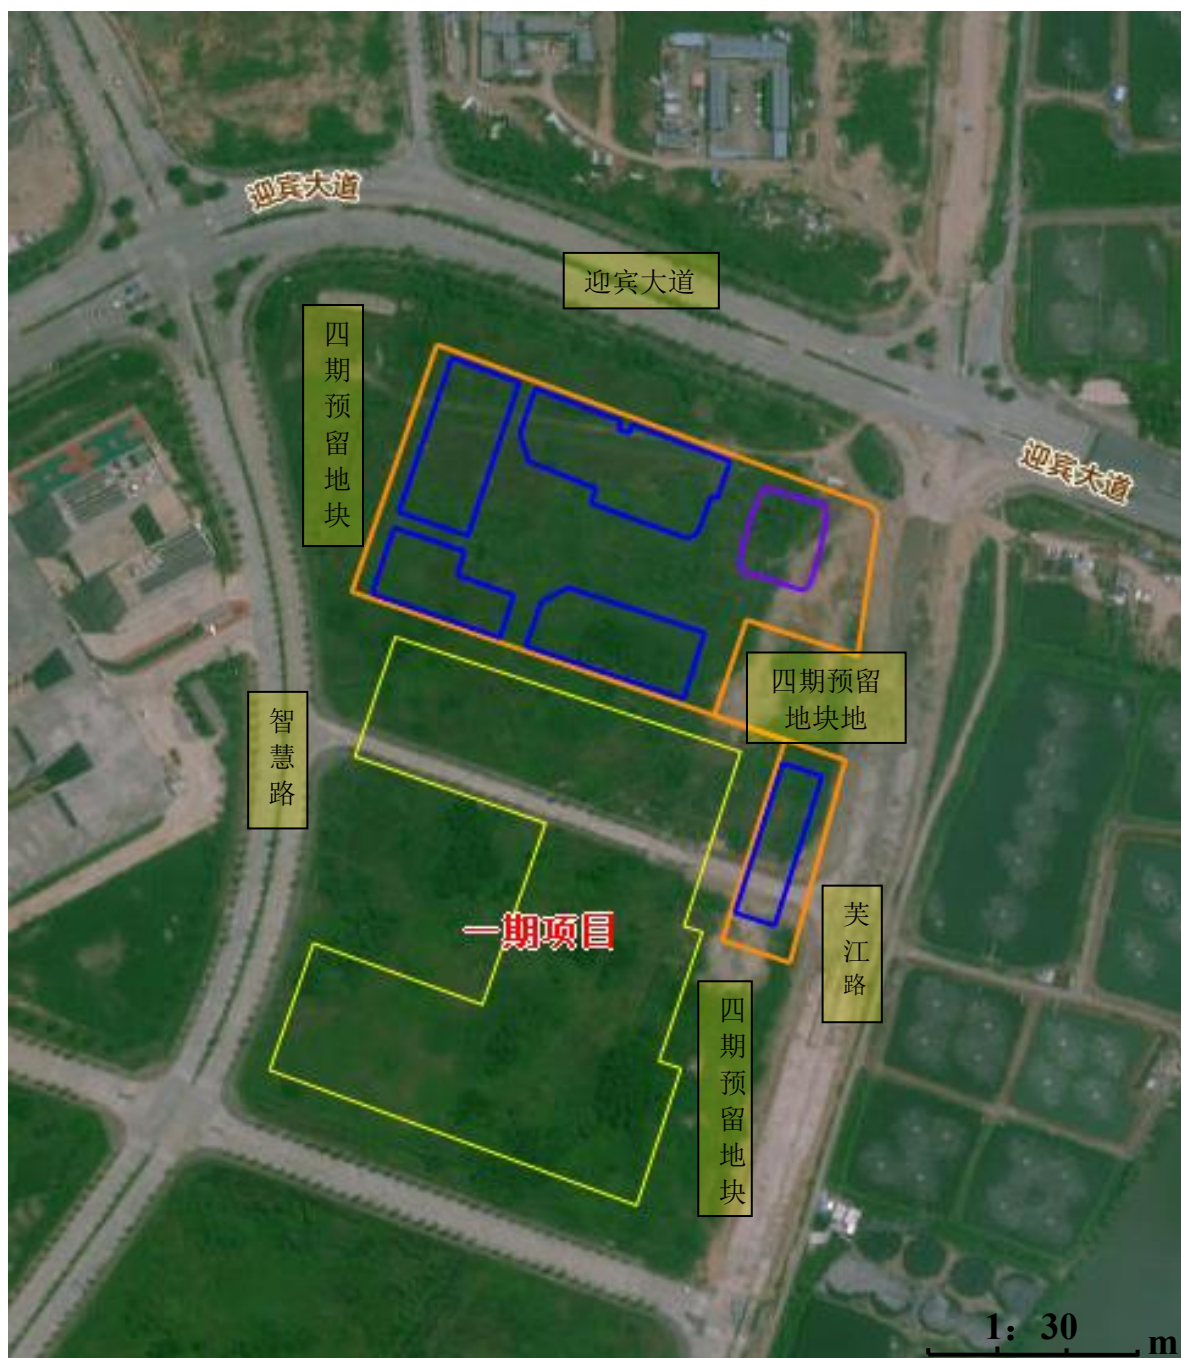 迎宾大道
迎宾大道
四期预留地块
迎宾大道
四期预留
地块地
智慧路
芙江路
一期项目
四期预留地块
1：30
m